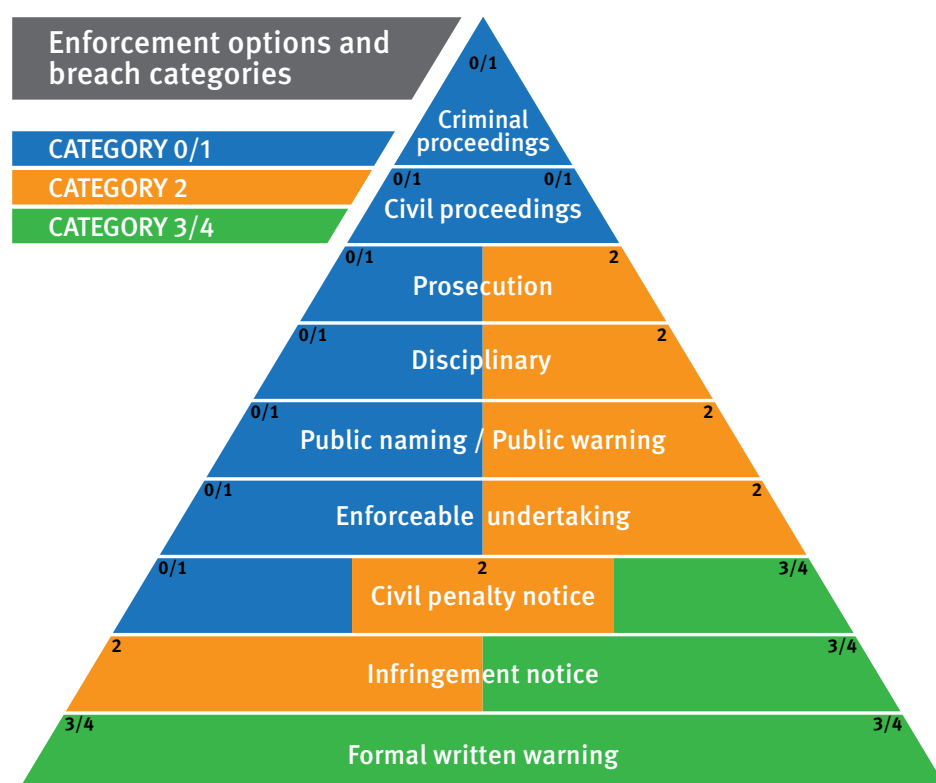 Enforcement options and
breach categories
CATEGORY 0/1
CATEGORY 2
CATEGORY 3/4
0/1
Criminal
proceedings
0/1 0/1
Civil proceedings
0/1 2
Prosecution
0/1 2
Disciplinary
0/1 2
Public naming / Public warning
0/1 2
Enforceable undertaking
0/1 2 3/4
Civil penalty notice
2 3/4
Infringement notice
3/4 3/4
Formal written warning